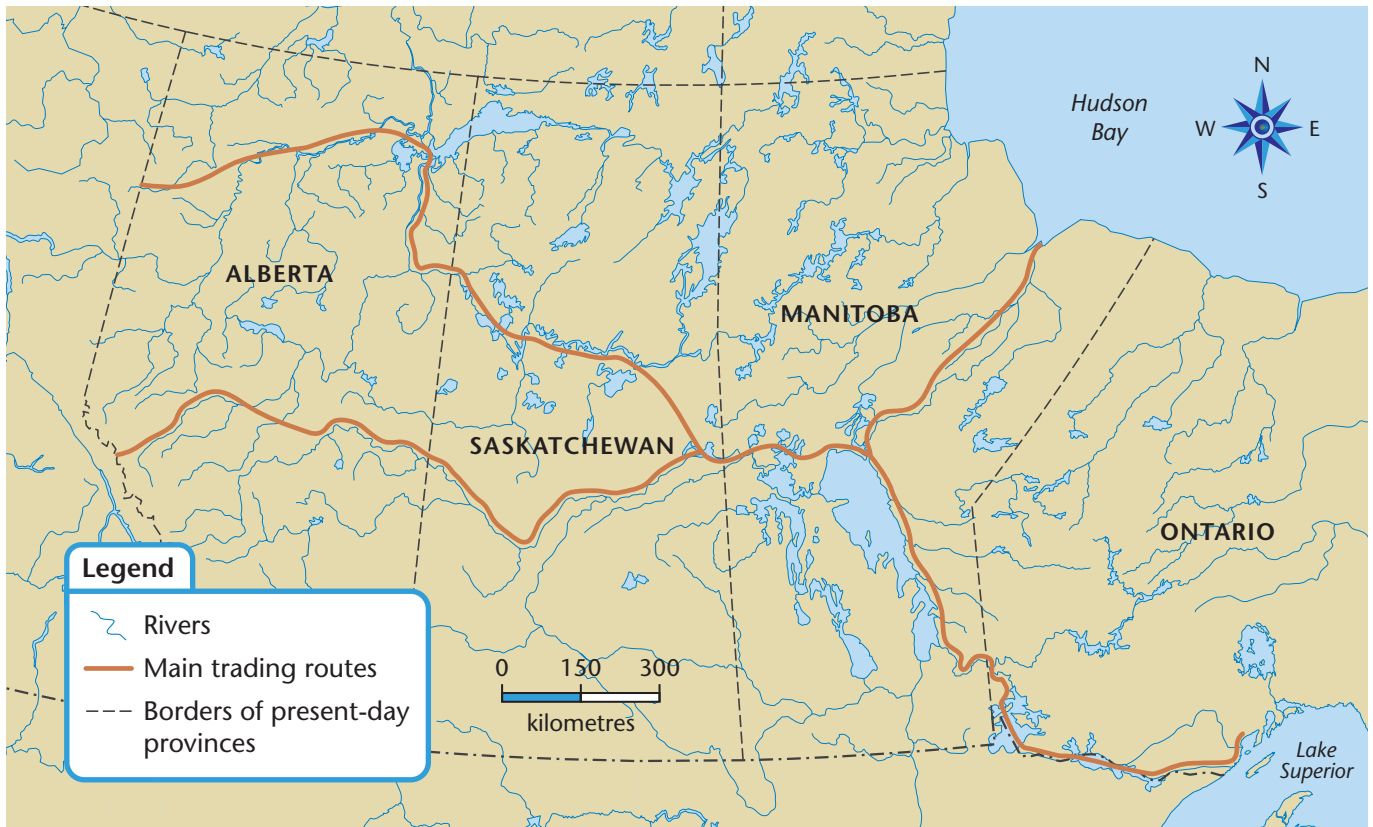 Hudson
Bay
N
W E
S
ALBERTA
MANITOBA
SASKATCHEWAN
ONTARIO
Legend
Rivers
Main trading routes
Borders of present-day
provinces
0 150 300
kilometres
Lake
Superior